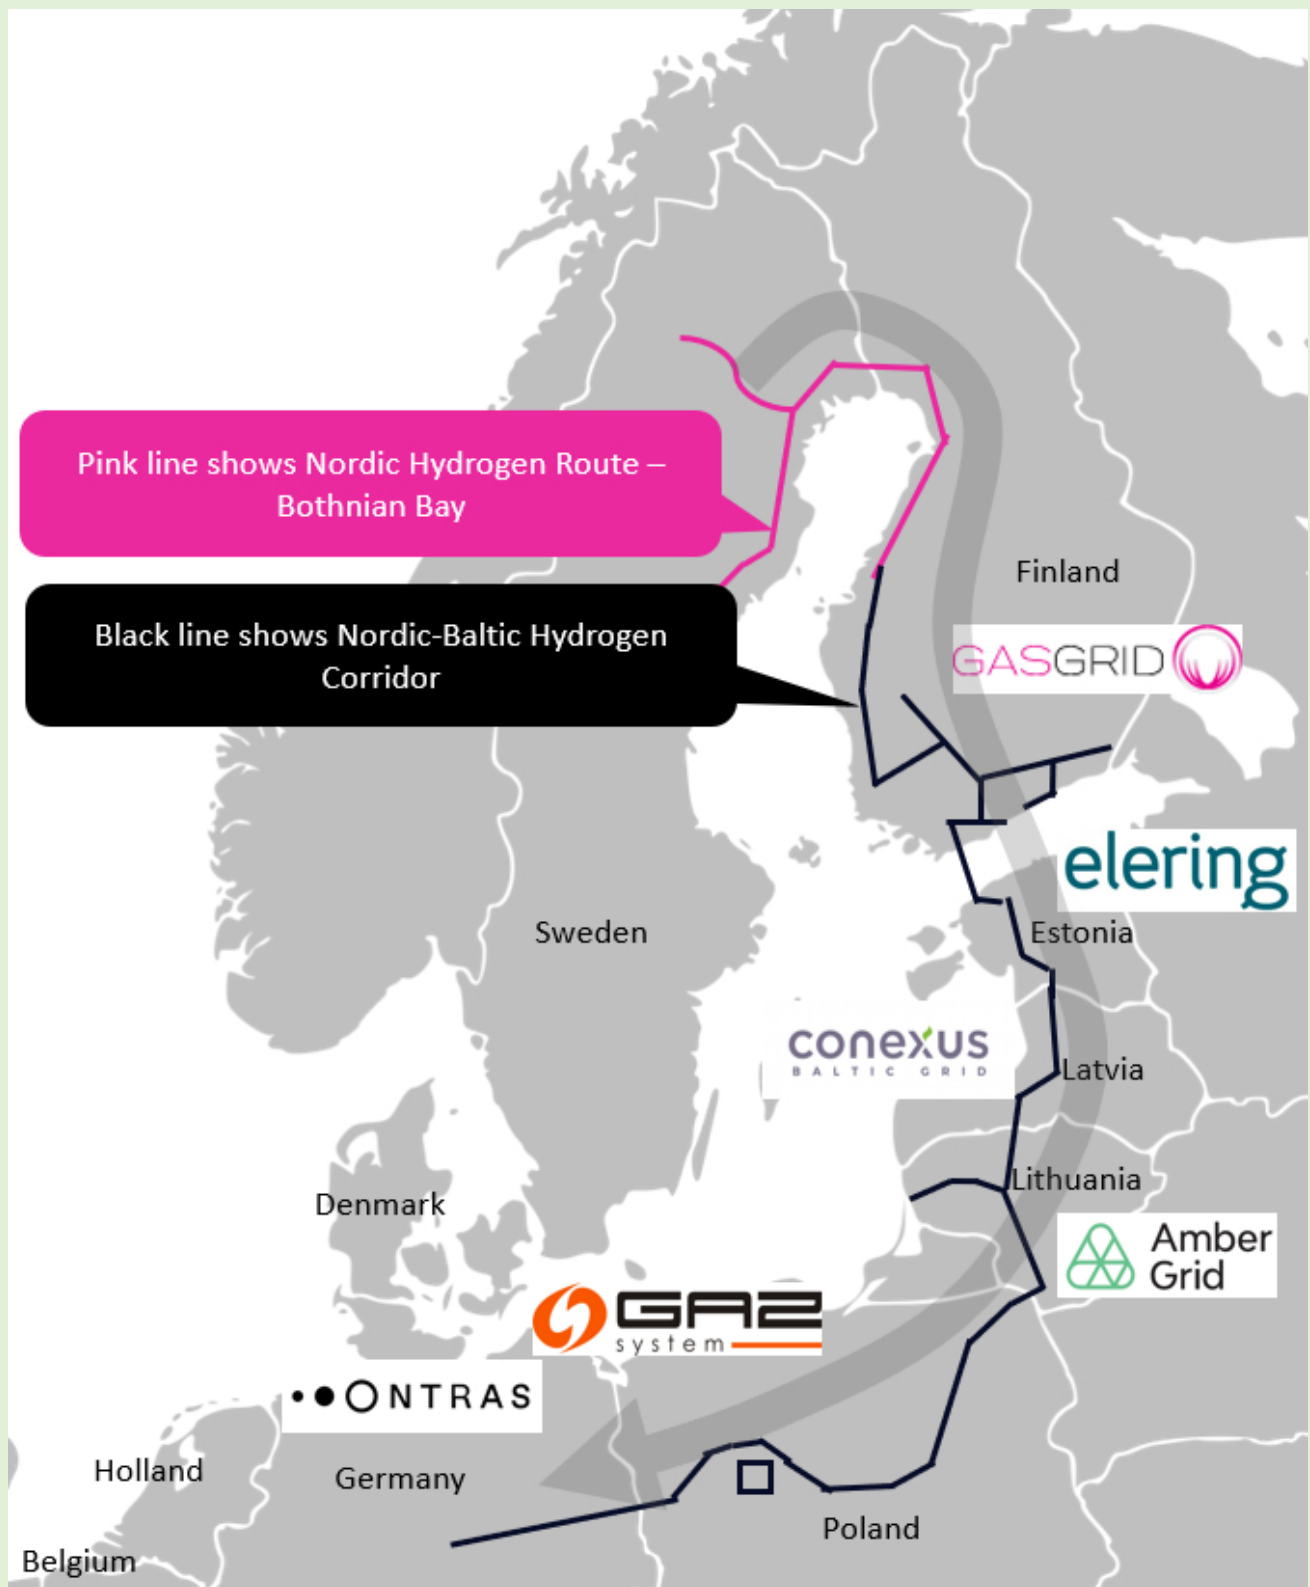 Pink line shows Nordic Hydrogen Route –
Bothnian Bay
Finland
Black line shows Nordic-Baltic Hydrogen
Corridor
GASGRID
elering
Sweden
Estonia
conexus
BALTIC GRID
Latvia
Lithuania
Denmark
Amber
Grid
GAZ
system
ONTRAS
Holland
Germany
Poland
Belgium